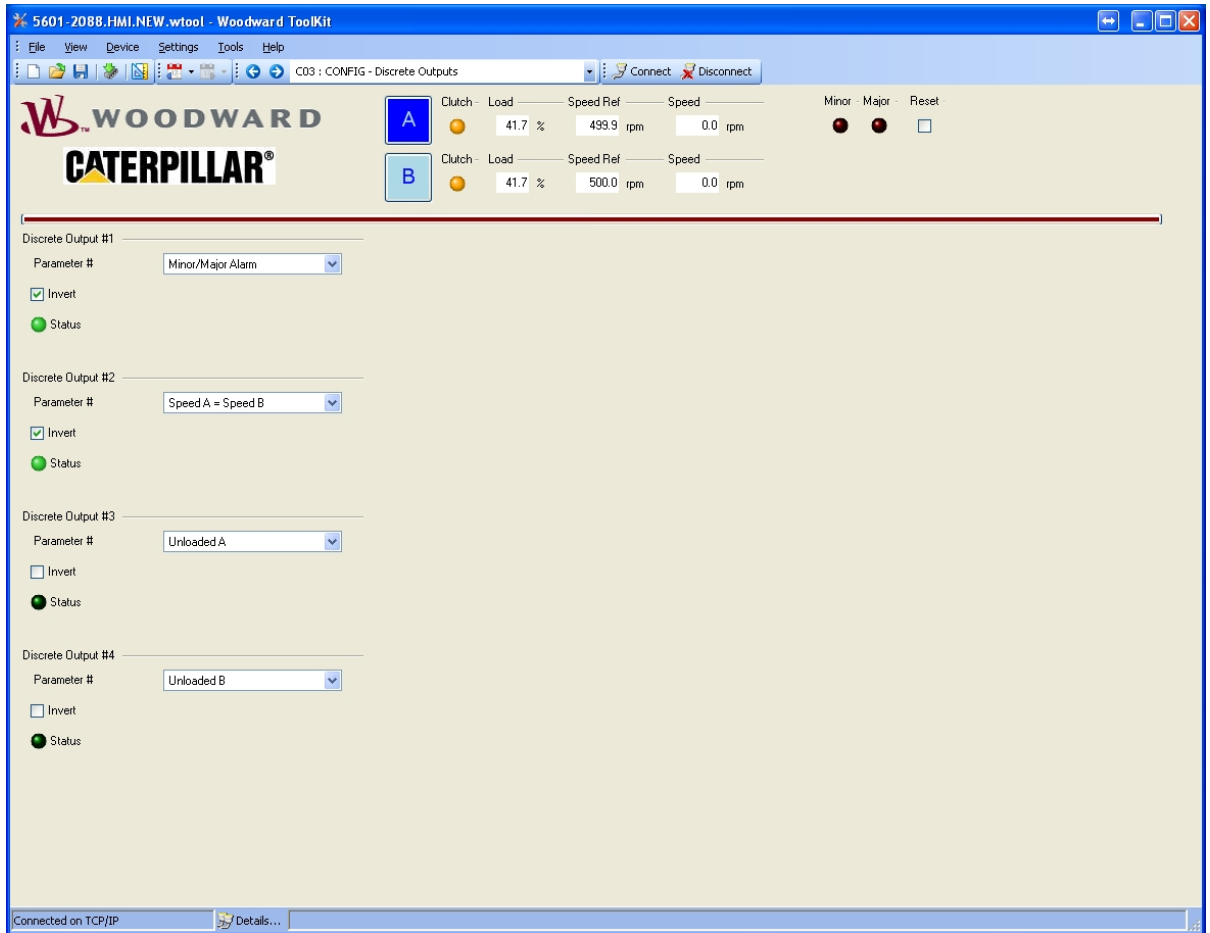 5601-2088.HMI.NEW.wtool - Woodward ToolKit
File View Device Settings Tools Help
C03 : CONFIG - Discrete Outputs Connect Disconnect
WOODWARD
CATERPILLAR®
A Clutch Load Speed Ref Speed Minor Major Reset
41.7 % 499.9 rpm 0.0 rpm
B Clutch Load Speed Ref Speed
41.7 % 500.0 rpm 0.0 rpm
Discrete Output #1
Parameter # Minor/Major Alarm
Invert
Status
Discrete Output #2
Parameter # Speed A = Speed B
Invert
Status
Discrete Output #3
Parameter # Unloaded A
Invert
Status
Discrete Output #4
Parameter # Unloaded B
Invert
Status
Connected on TCP/IP Details...